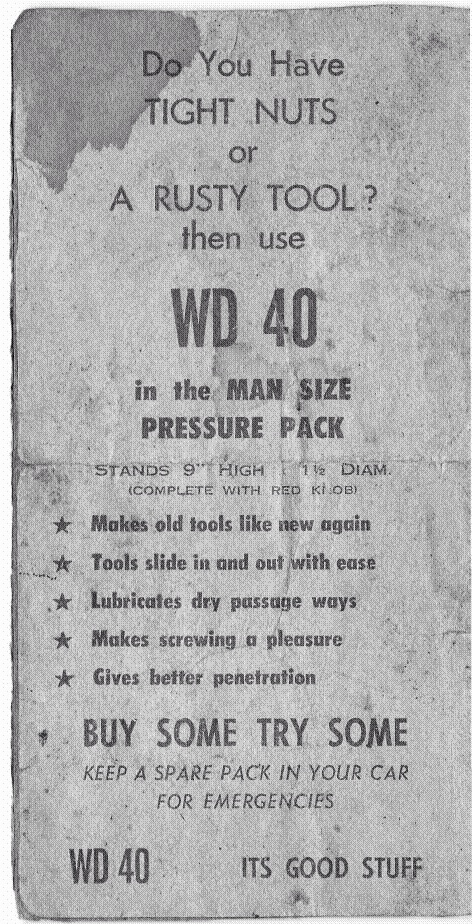 Do You Have
TIGHT NUTS
or
A RUSTY TOOL?
then use
WD 40
in the MAN SIZE
PRESSURE PACK
STANDS 9" HIGH 1½ DIAM.
(COMPLETE WITH RED KNOB)
★ Makes old tools like new again
★ Tools slide in and out with ease
★ Lubricates dry passage ways
★ Makes screwing a pleasure
★ Gives better penetration
BUY SOME TRY SOME
KEEP A SPARE PACK IN YOUR CAR
FOR EMERGENCIES
WD 40 ITS GOOD STUFF